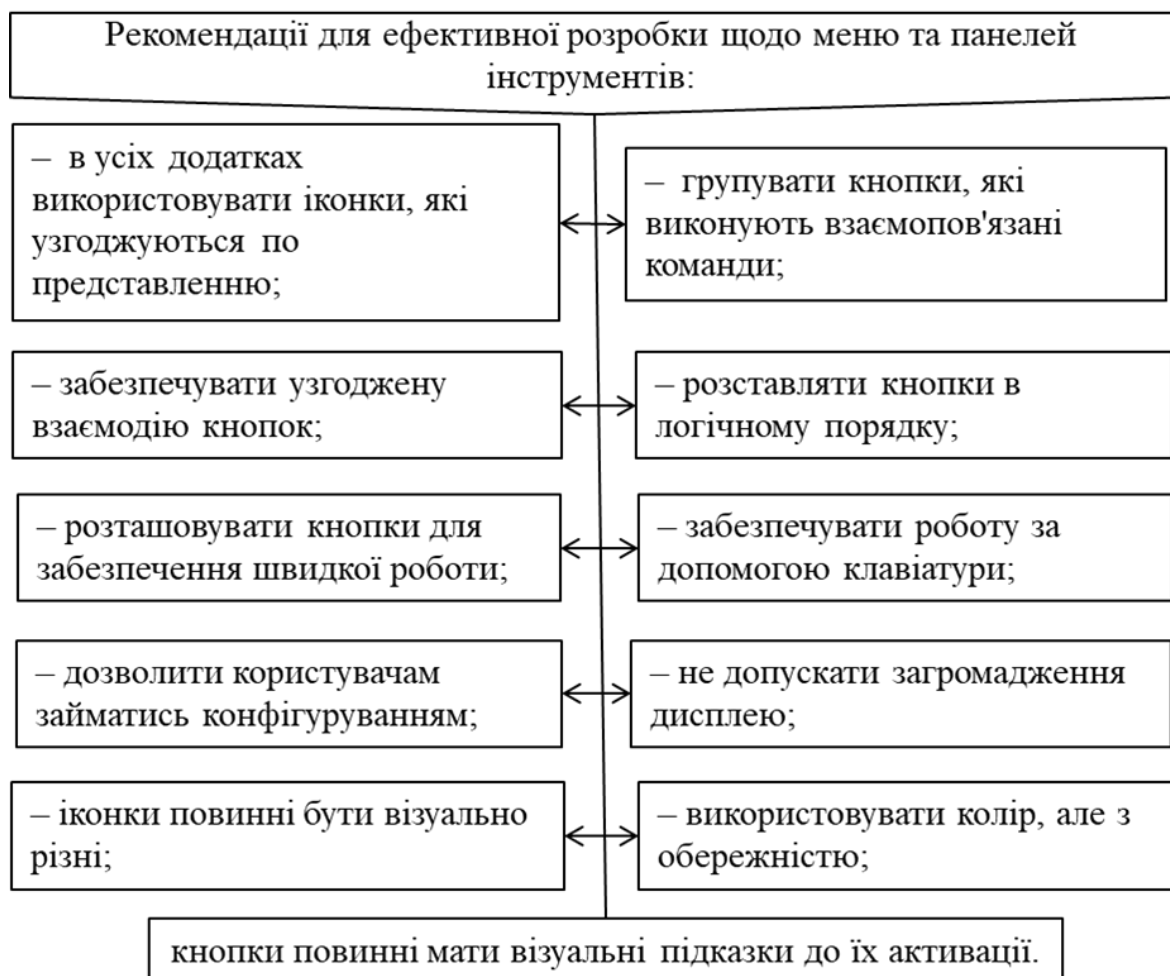 Рекомендації для ефективної розробки щодо меню та панелей
інструментів:
– в усіх додатках
використовувати іконки, які
узгоджуються по
представленню;
– групувати кнопки, які
виконують взаємопов'язані
команди;
– забезпечувати узгоджену
взаємодію кнопок;
– розставляти кнопки в
логічному порядку;
– розташовувати кнопки для
забезпечення швидкої роботи;
– забезпечувати роботу за
допомогою клавіатури;
– дозволити користувачам
займатись конфігуруванням;
– не допускати загромадження
дисплею;
– іконки повинні бути візуально
різні;
– використовувати колір, але з
обережністю;
кнопки повинні мати візуальні підказки до їх активації.